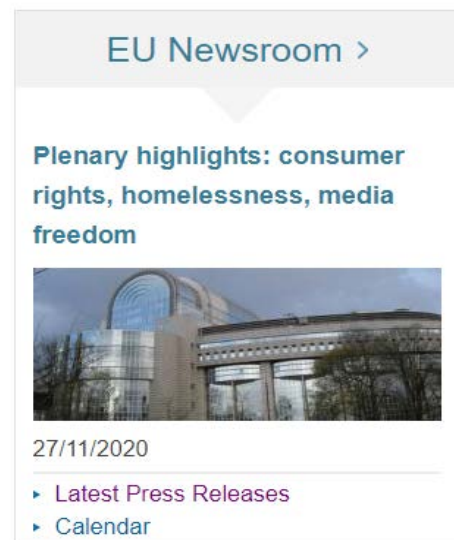 EU Newsroom >
Plenary highlights: consumer
rights, homelessness, media
freedom
27/11/2020
Latest Press Releases
Calendar